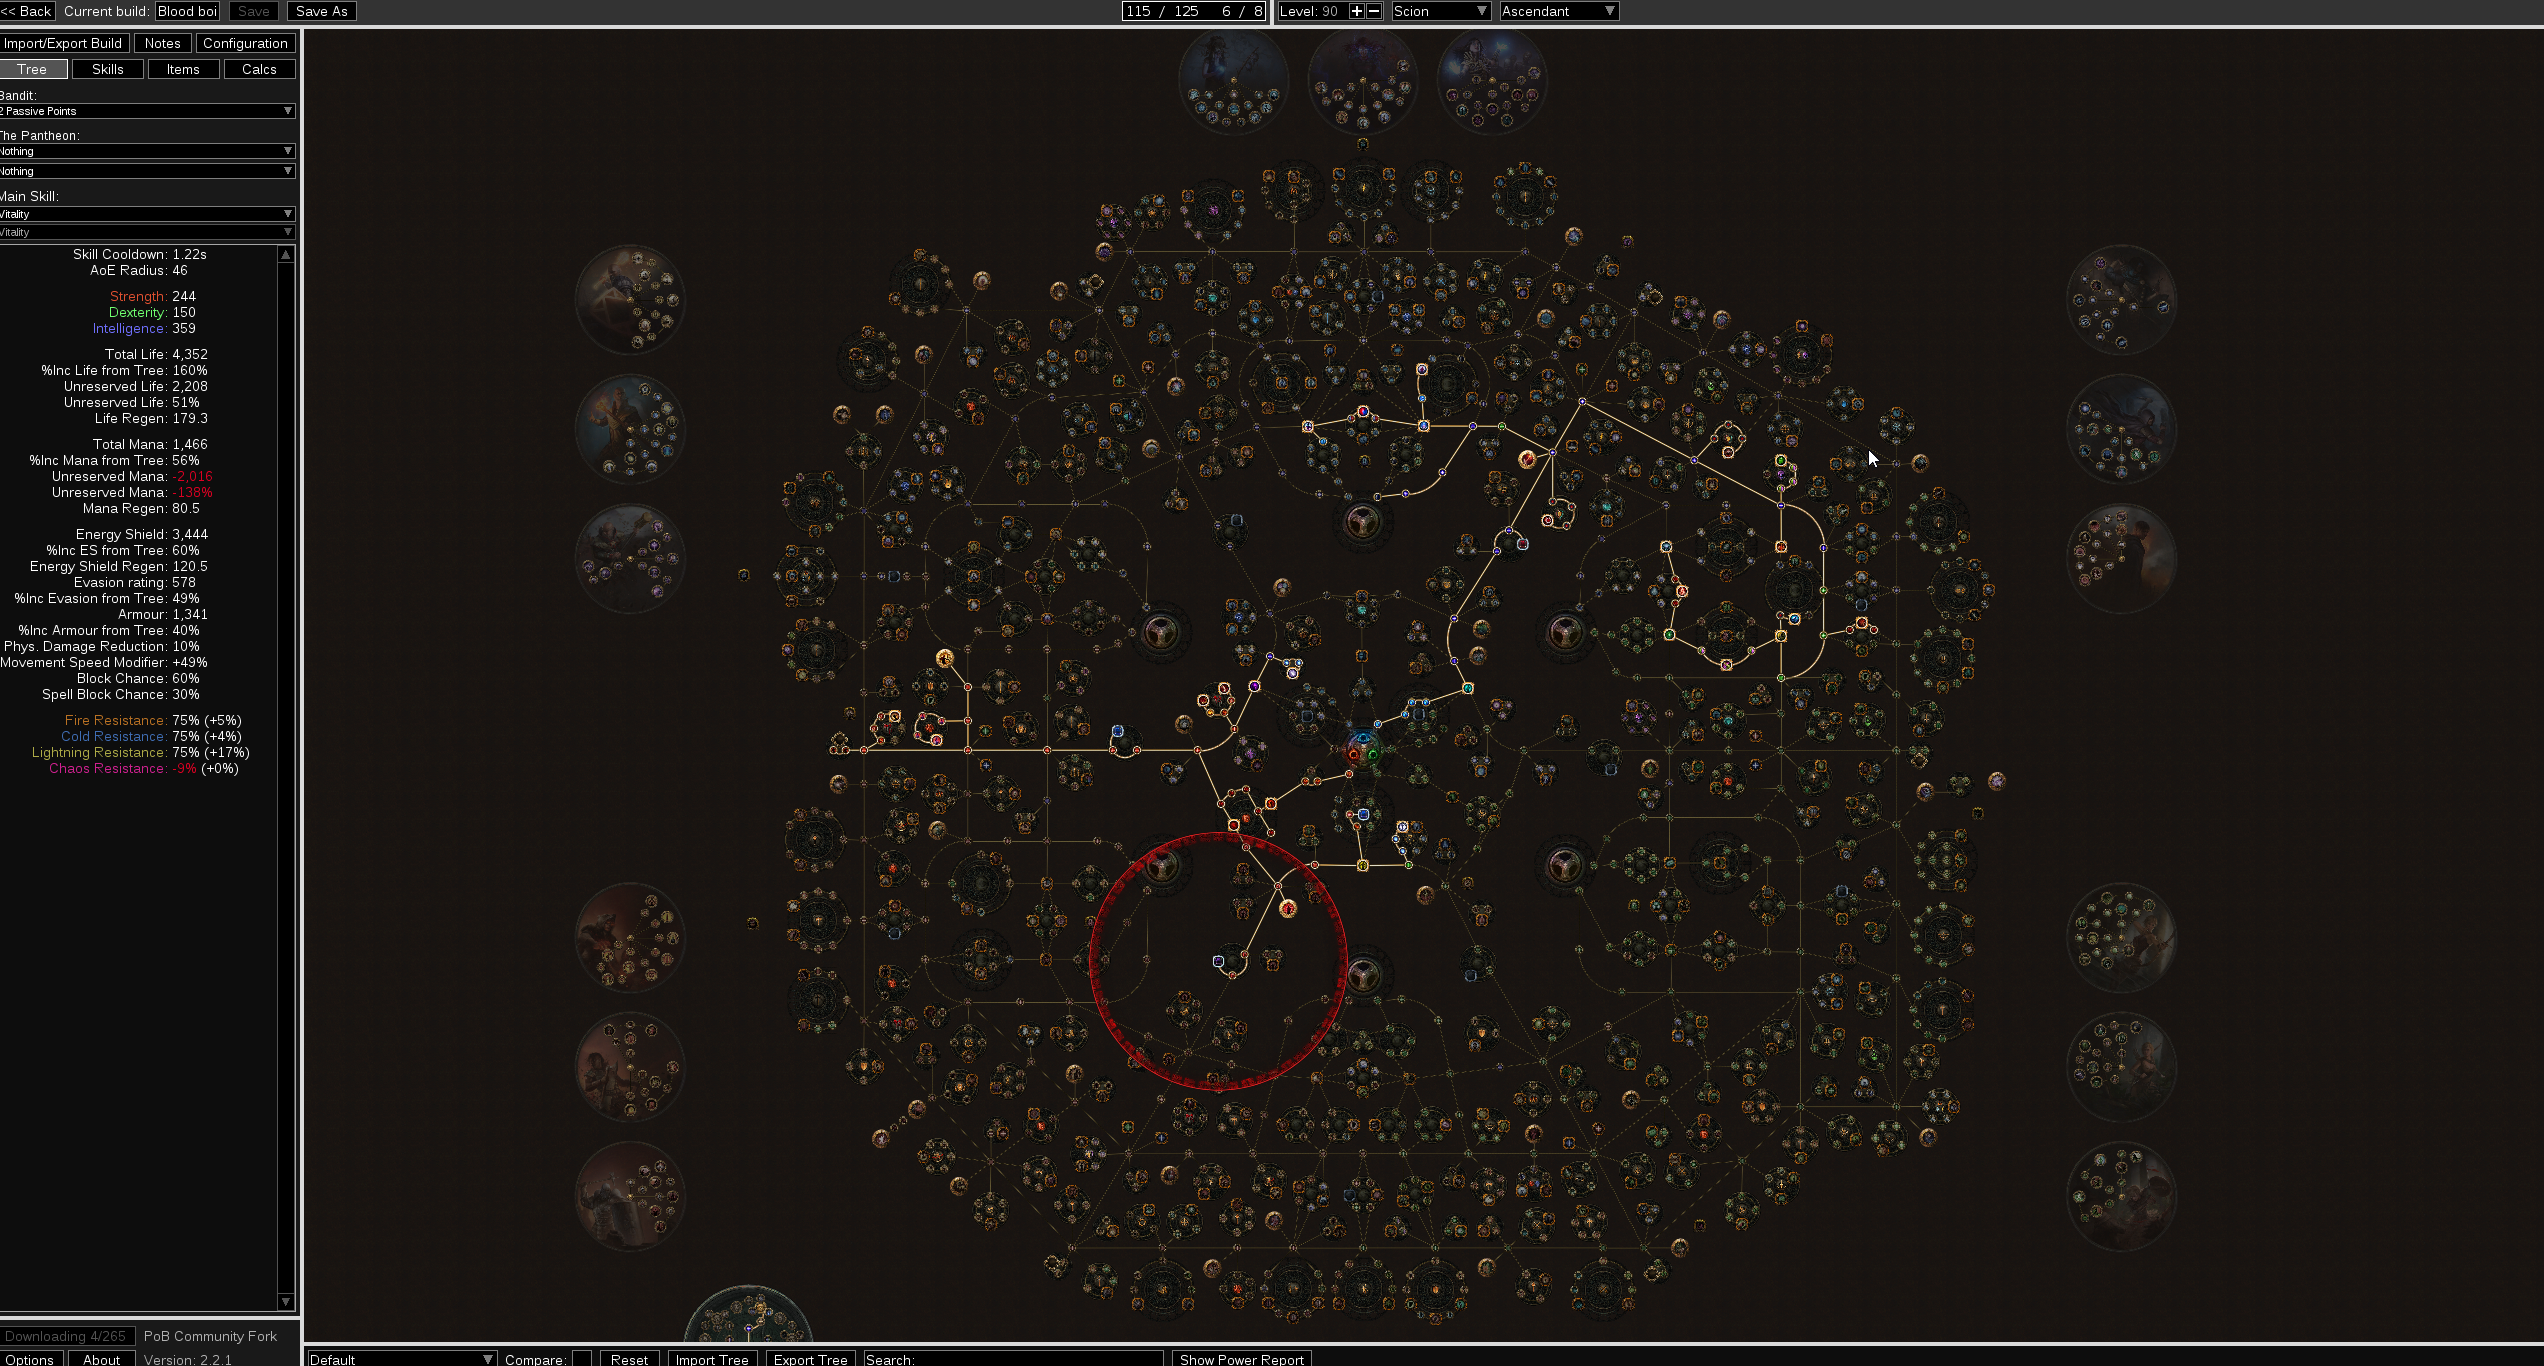 << Back Current build: Blood boi Save Save As 115 / 125 6 / 8 Level: 90 Scion Ascendant
Import/Export Build Notes Configuration
Tree Skills Items Calcs
Bandit:
2 Passive Points
The Pantheon:
Nothing
Nothing
Main Skill:
Vitality
Vitality
Skill Cooldown: 1.22s
AoE Radius: 46
Strength: 244
Dexterity: 150
Intelligence: 359
Total Life: 4,352
%Inc Life from Tree: 160%
Unreserved Life: 2,208
Unreserved Life: 51%
Life Regen: 179.3
Total Mana: 1,466
%Inc Mana from Tree: 56%
Unreserved Mana: -2,016
Unreserved Mana: -138%
Mana Regen: 80.5
Energy Shield: 3,444
%Inc ES from Tree: 60%
Energy Shield Regen: 120.5
Evasion rating: 578
%Inc Evasion from Tree: 49%
Armour: 1,341
%Inc Armour from Tree: 40%
Phys. Damage Reduction: 10%
Movement Speed Modifier: +49%
Block Chance: 60%
Spell Block Chance: 30%
Fire Resistance: 75% (+5%)
Cold Resistance: 75% (+4%)
Lightning Resistance: 75% (+17%)
Chaos Resistance: -9% (+0%)
Downloading 4/265 PoB Community Fork
Options About Version: 2.2.1
Default Compare: Reset Import Tree Export Tree Search: Show Power Report